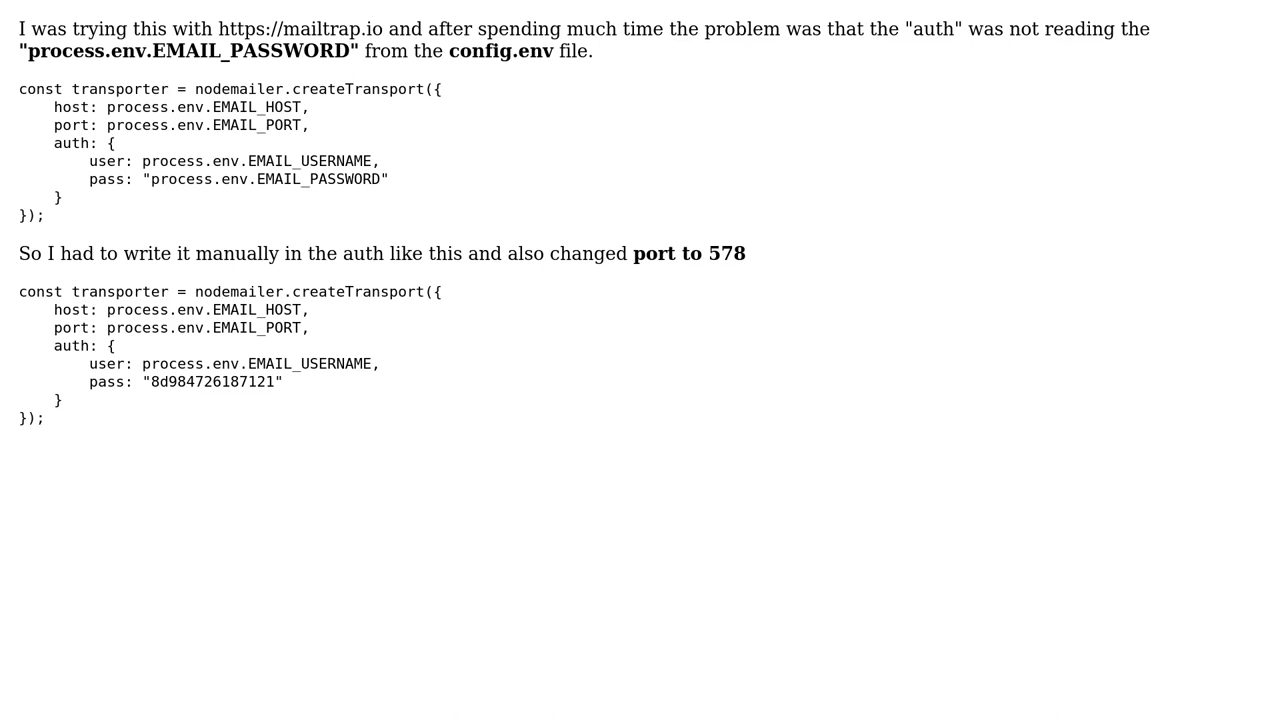 I was trying this with https://mailtrap.io and after spending much time the problem was that the "auth" was not reading the
"process.env.EMAIL_PASSWORD" from the config.env file.
const transporter = nodemailer.createTransport({
    host: process.env.EMAIL_HOST,
    port: process.env.EMAIL_PORT,
    auth: {
        user: process.env.EMAIL_USERNAME,
        pass: "process.env.EMAIL_PASSWORD"
    }
});
So I had to write it manually in the auth like this and also changed port to 578
const transporter = nodemailer.createTransport({
    host: process.env.EMAIL_HOST,
    port: process.env.EMAIL_PORT,
    auth: {
        user: process.env.EMAIL_USERNAME,
        pass: "8d984726187121"
    }
});